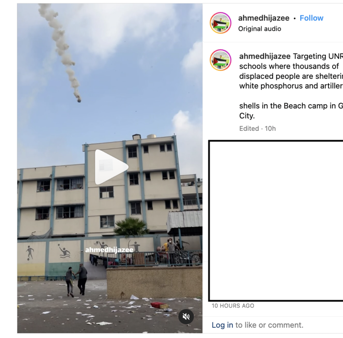 ahmedhijazee • Follow
Original audio
ahmedhijazee Targeting UNR
schools where thousands of
displaced people are shelteri
white phosphorus and artiller
shells in the Beach camp in G
City.
Edited · 10h
ahmedhijazee
10 HOURS AGO
Log in to like or comment.